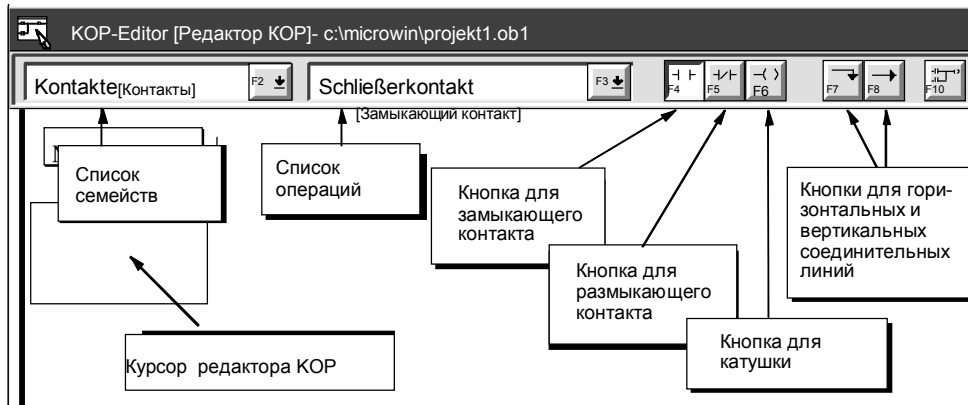 KOP-Editor [Редактор КОР]- c:\microwin\projekt1.ob1
Kontakte[Контакты]
F2
Schließerkontakt
F3
F4
F5
F6
F7
F8
F10
[Замыкающий контакт]
Список
семейств
Список
операций
Кнопка для
замыкающего
контакта
Кнопка для
размыкающего
контакта
Кнопка для
катушки
Кнопки для гори-
зонтальных и
вертикальных
соединительных
линий
Курсор редактора КОР